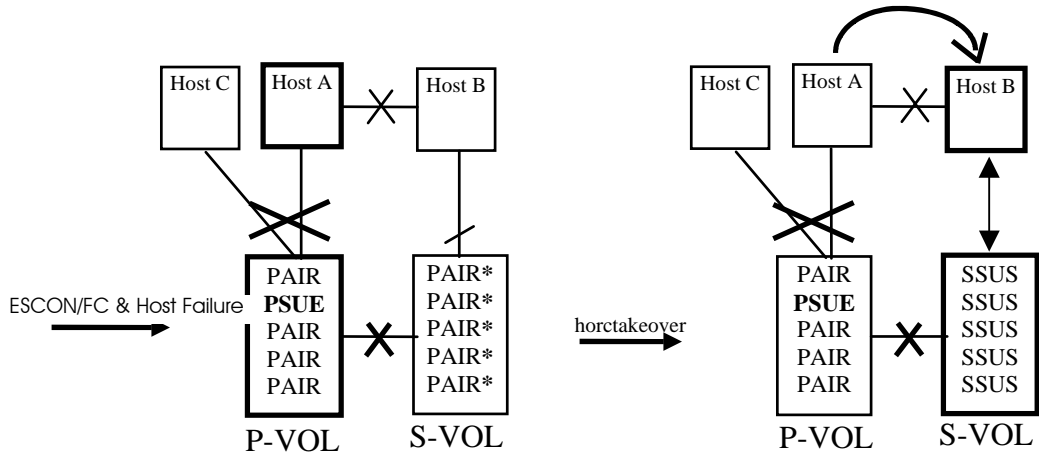 Host C
Host A
Host B
ESCON/FC & Host Failure
PAIR
PSUE
PAIR
PAIR
PAIR
PAIR*
PAIR*
PAIR*
PAIR*
PAIR*
P-VOL
S-VOL
horctakeover
Host C
Host A
Host B
PAIR
PSUE
PAIR
PAIR
PAIR
SSUS
SSUS
SSUS
SSUS
SSUS
P-VOL
S-VOL